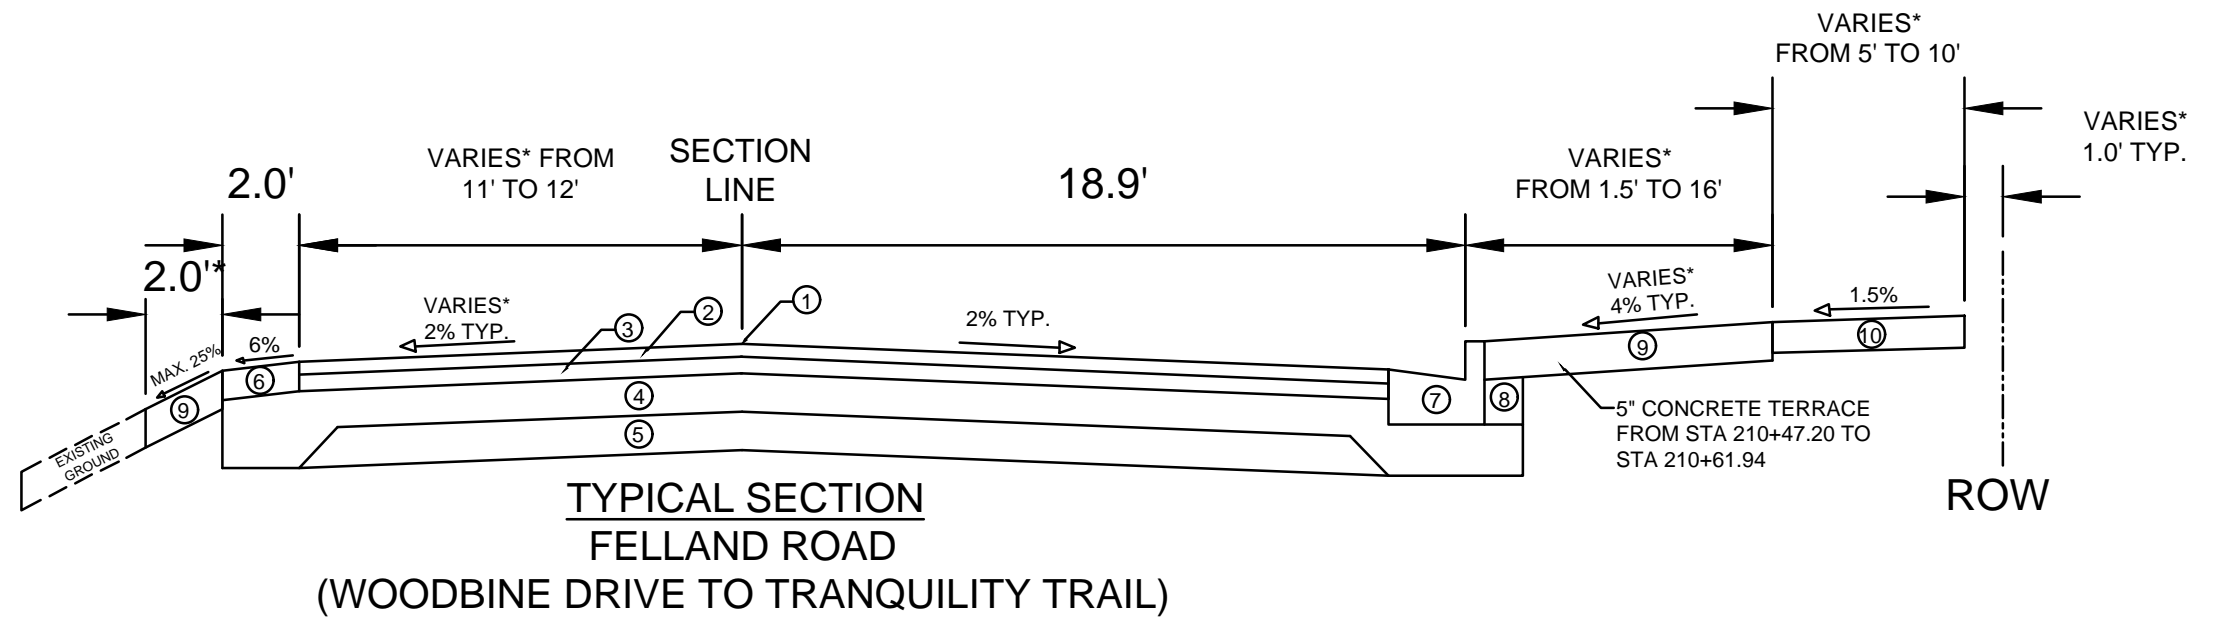 VARIES*
FROM 5' TO 10'
VARIES*
1.0' TYP.
2.0'
VARIES* FROM
11' TO 12'
SECTION
LINE
18.9'
VARIES*
FROM 1.5' TO 16'
2.0'*
MAX. 25%
6%
VARIES*
2% TYP.
3
2
1
2% TYP.
VARIES*
4% TYP.
1.5%
9
6
4
5
7
8
9
10
5" CONCRETE TERRACE
FROM STA 210+47.20 TO
STA 210+61.94
EXISTING
GROUND
ROW
TYPICAL SECTION
FELLAND ROAD
(WOODBINE DRIVE TO TRANQUILITY TRAIL)